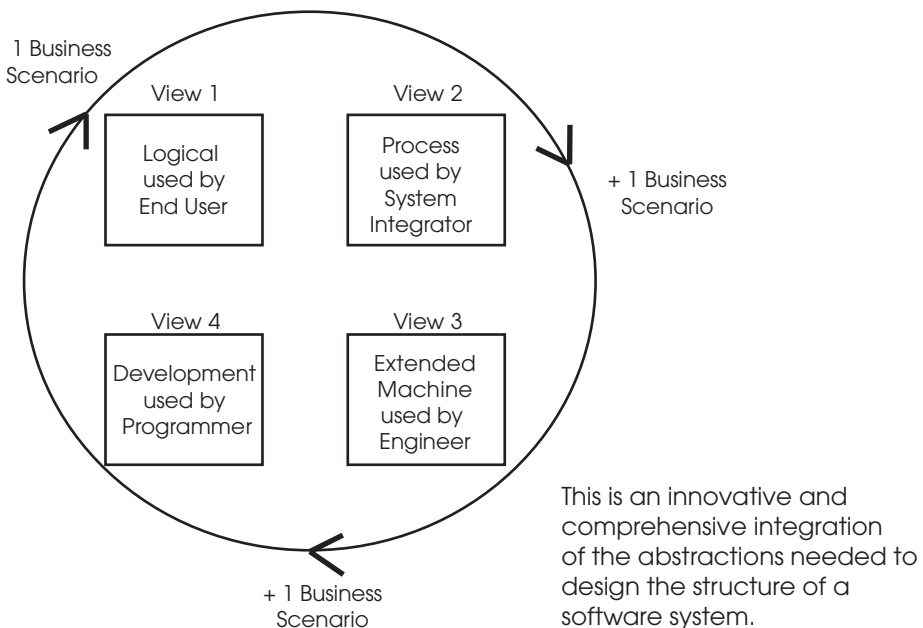 1 Business
Scenario
View 1
Logical
used by
End User
View 2
Process
used by
System
Integrator
+ 1 Business
Scenario
View 4
Development
used by
Programmer
View 3
Extended
Machine
used by
Engineer
+ 1 Business
Scenario
This is an innovative and
comprehensive integration
of the abstractions needed to
design the structure of a
software system.